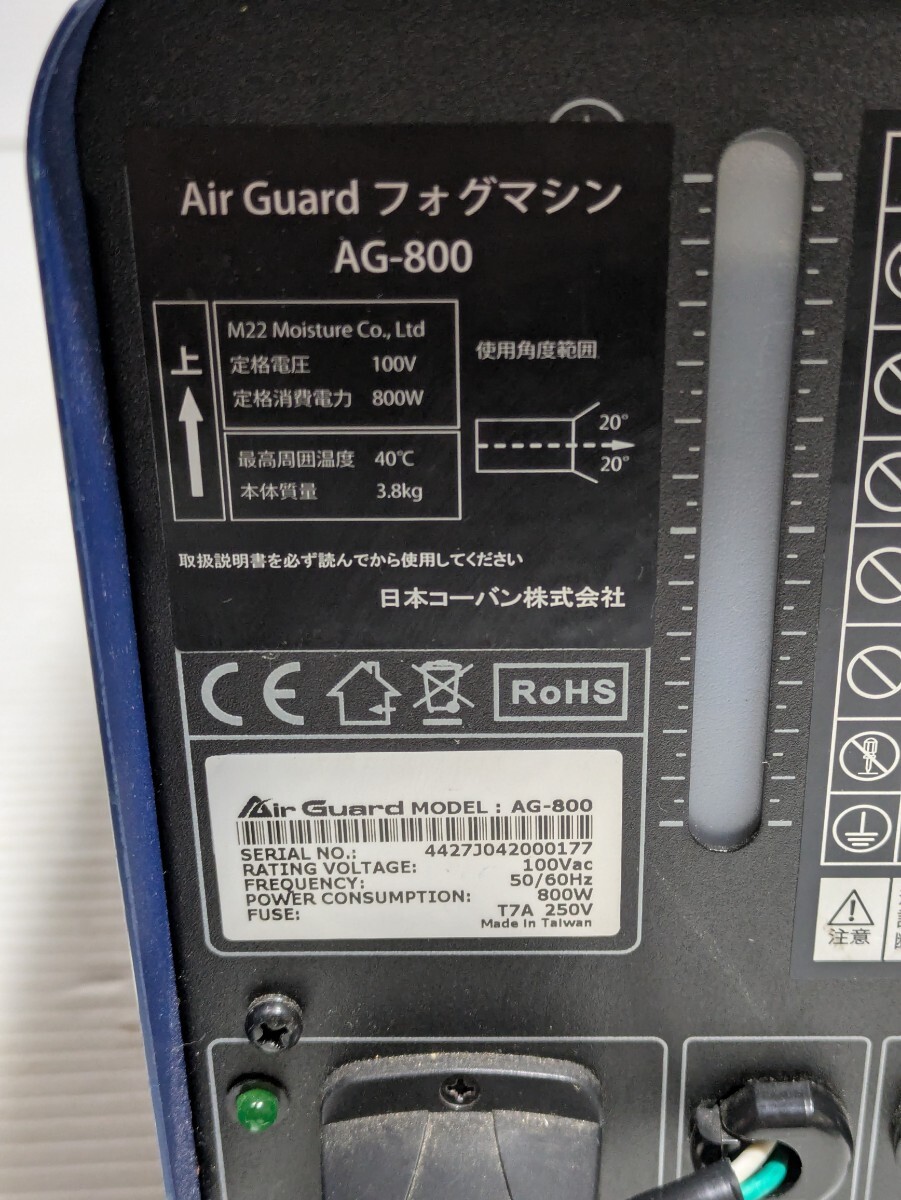 Air Guard フォグマシン
AG-800
上
M22 Moisture Co., Ltd
定格電圧 100V
定格消費電力 800W
最高周囲温度 40℃
本体質量 3.8kg
使用角度範囲
20°
20°
取扱説明書を必ず読んでから使用してください
日本コーバン株式会社
CE
RoHS
Air Guard MODEL : AG-800
SERIAL NO.: 4427J042000177
RATING VOLTAGE: 100Vac
FREQUENCY: 50/60Hz
POWER CONSUMPTION: 800W
FUSE: T7A 250V
Made in Taiwan
注意